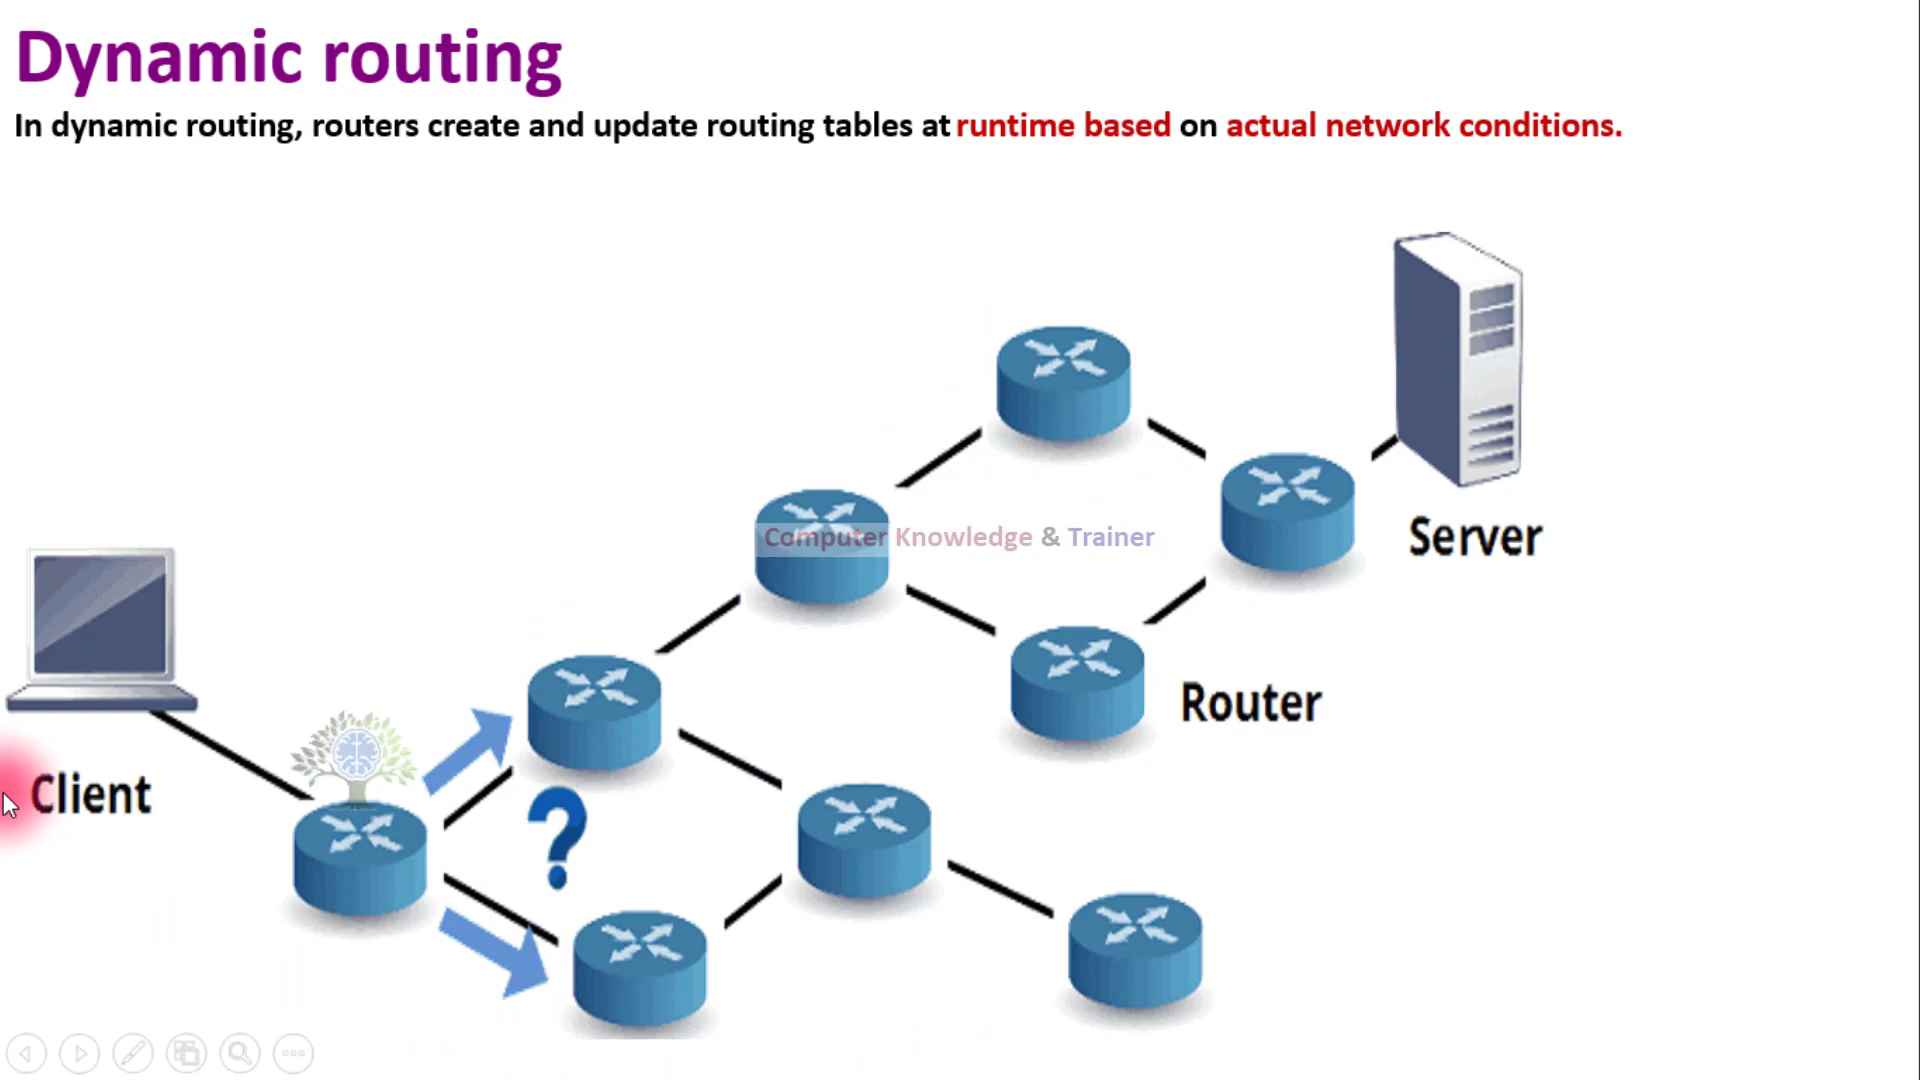 Dynamic routing
In dynamic routing, routers create and update routing tables at runtime based on actual network conditions.
Computer Knowledge & Trainer
Server
Router
Client
?